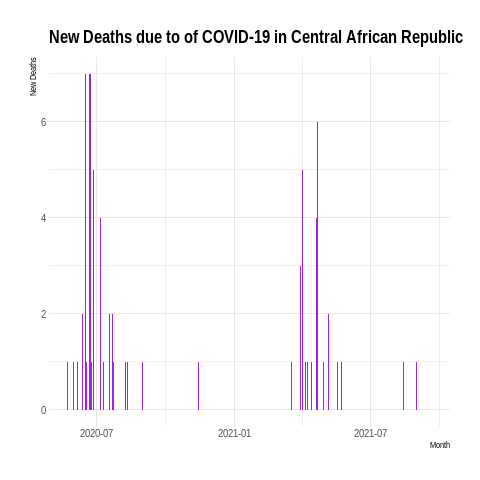 New Deaths due to of COVID-19 in Central African Republic
New Deaths
6
4
2
0
2020-07 2021-01 2021-07
Month